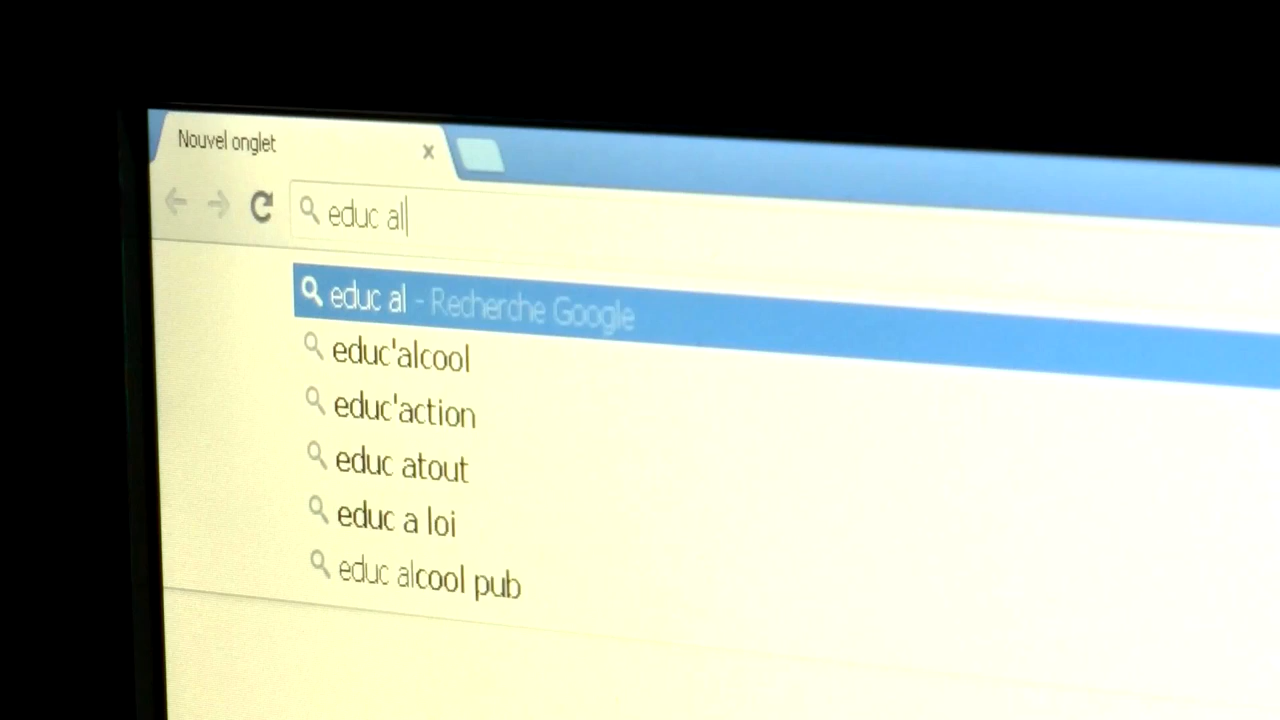 Nouvel onglet
educ al
educ al - Recherche Google
educ'alcool
educ'action
educ atout
educ a loi
educ alcool pub